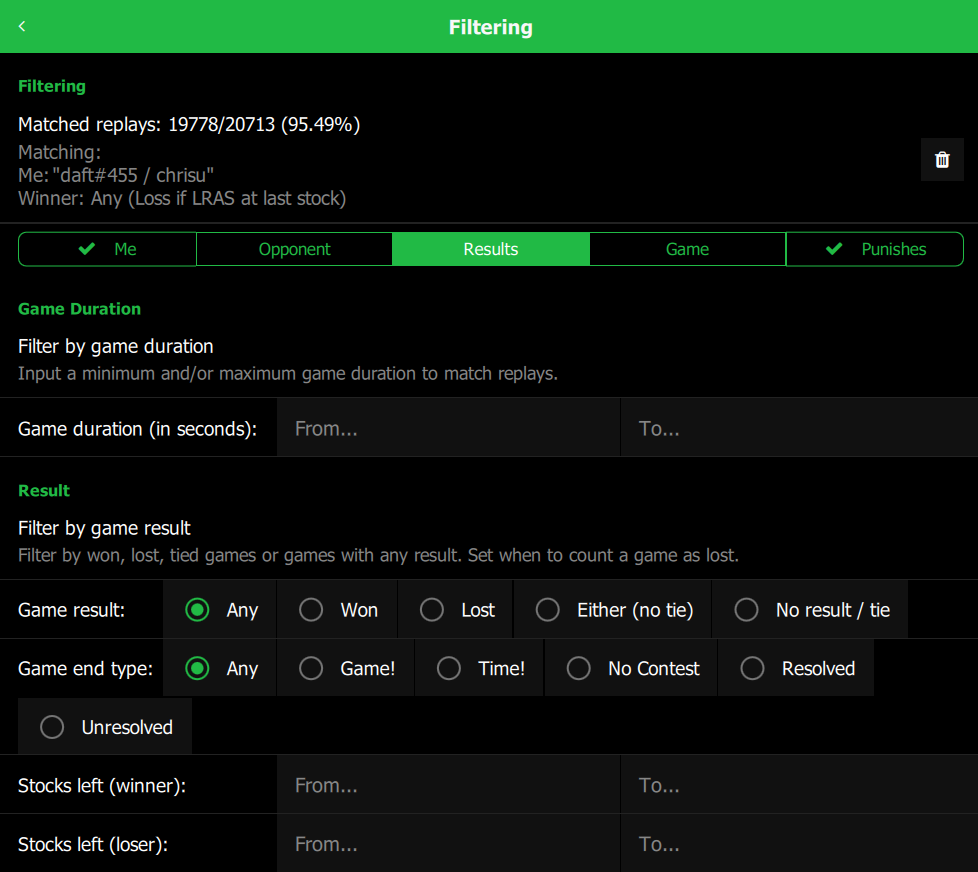 Filtering
Filtering
Matched replays: 19778/20713 (95.49%)
Matching:
Me: "daft#455 / chrisu"
Winner: Any (Loss if LRAS at last stock)
Me Opponent Results Game Punishes
Game Duration
Filter by game duration
Input a minimum and/or maximum game duration to match replays.
Game duration (in seconds): From... To...
Result
Filter by game result
Filter by won, lost, tied games or games with any result. Set when to count a game as lost.
Game result: Any Won Lost Either (no tie) No result / tie
Game end type: Any Game! Time! No Contest Resolved
Unresolved
Stocks left (winner): From... To...
Stocks left (loser): From... To...